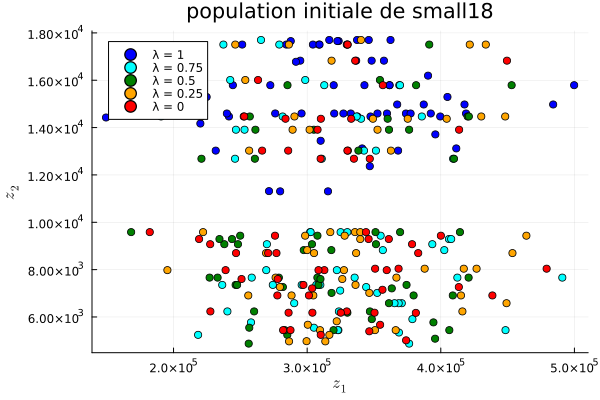 population initiale de small18
1.80×10⁴
1.60×10⁴
1.40×10⁴
1.20×10⁴
1.00×10⁴
8.00×10³
6.00×10³
z₂
λ = 1
λ = 0.75
λ = 0.5
λ = 0.25
λ = 0
2.0×10⁵ 3.0×10⁵ 4.0×10⁵ 5.0×10⁵
z₁